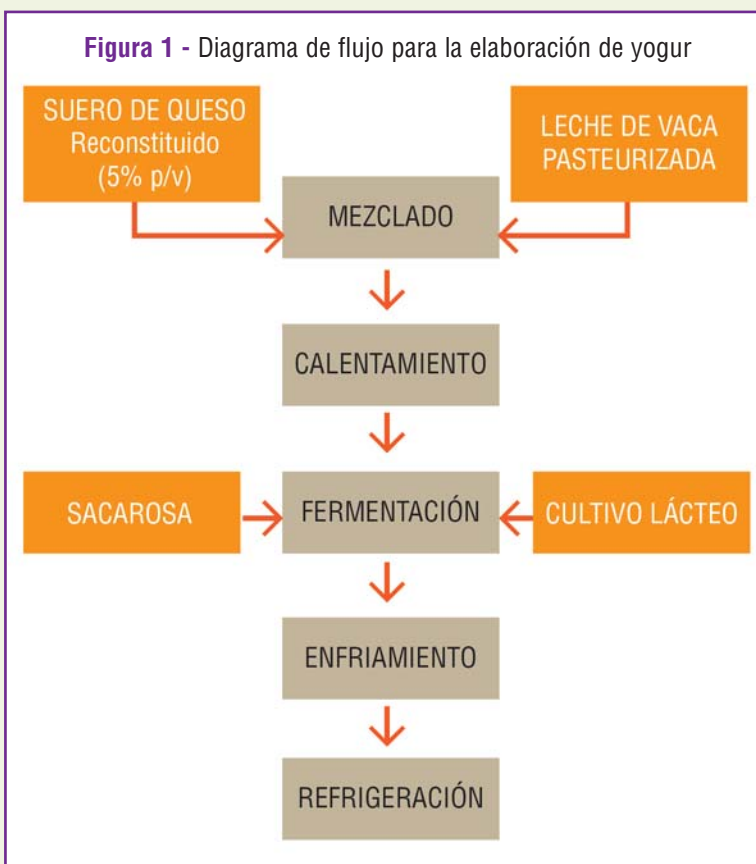 Figura 1 - Diagrama de flujo para la elaboración de yogur
SUERO DE QUESO
Reconstituido
(5% p/v)
LECHE DE VACA
PASTEURIZADA
MEZCLADO
CALENTAMIENTO
SACAROSA
FERMENTACIÓN
CULTIVO LÁCTEO
ENFRIAMIENTO
REFRIGERACIÓN